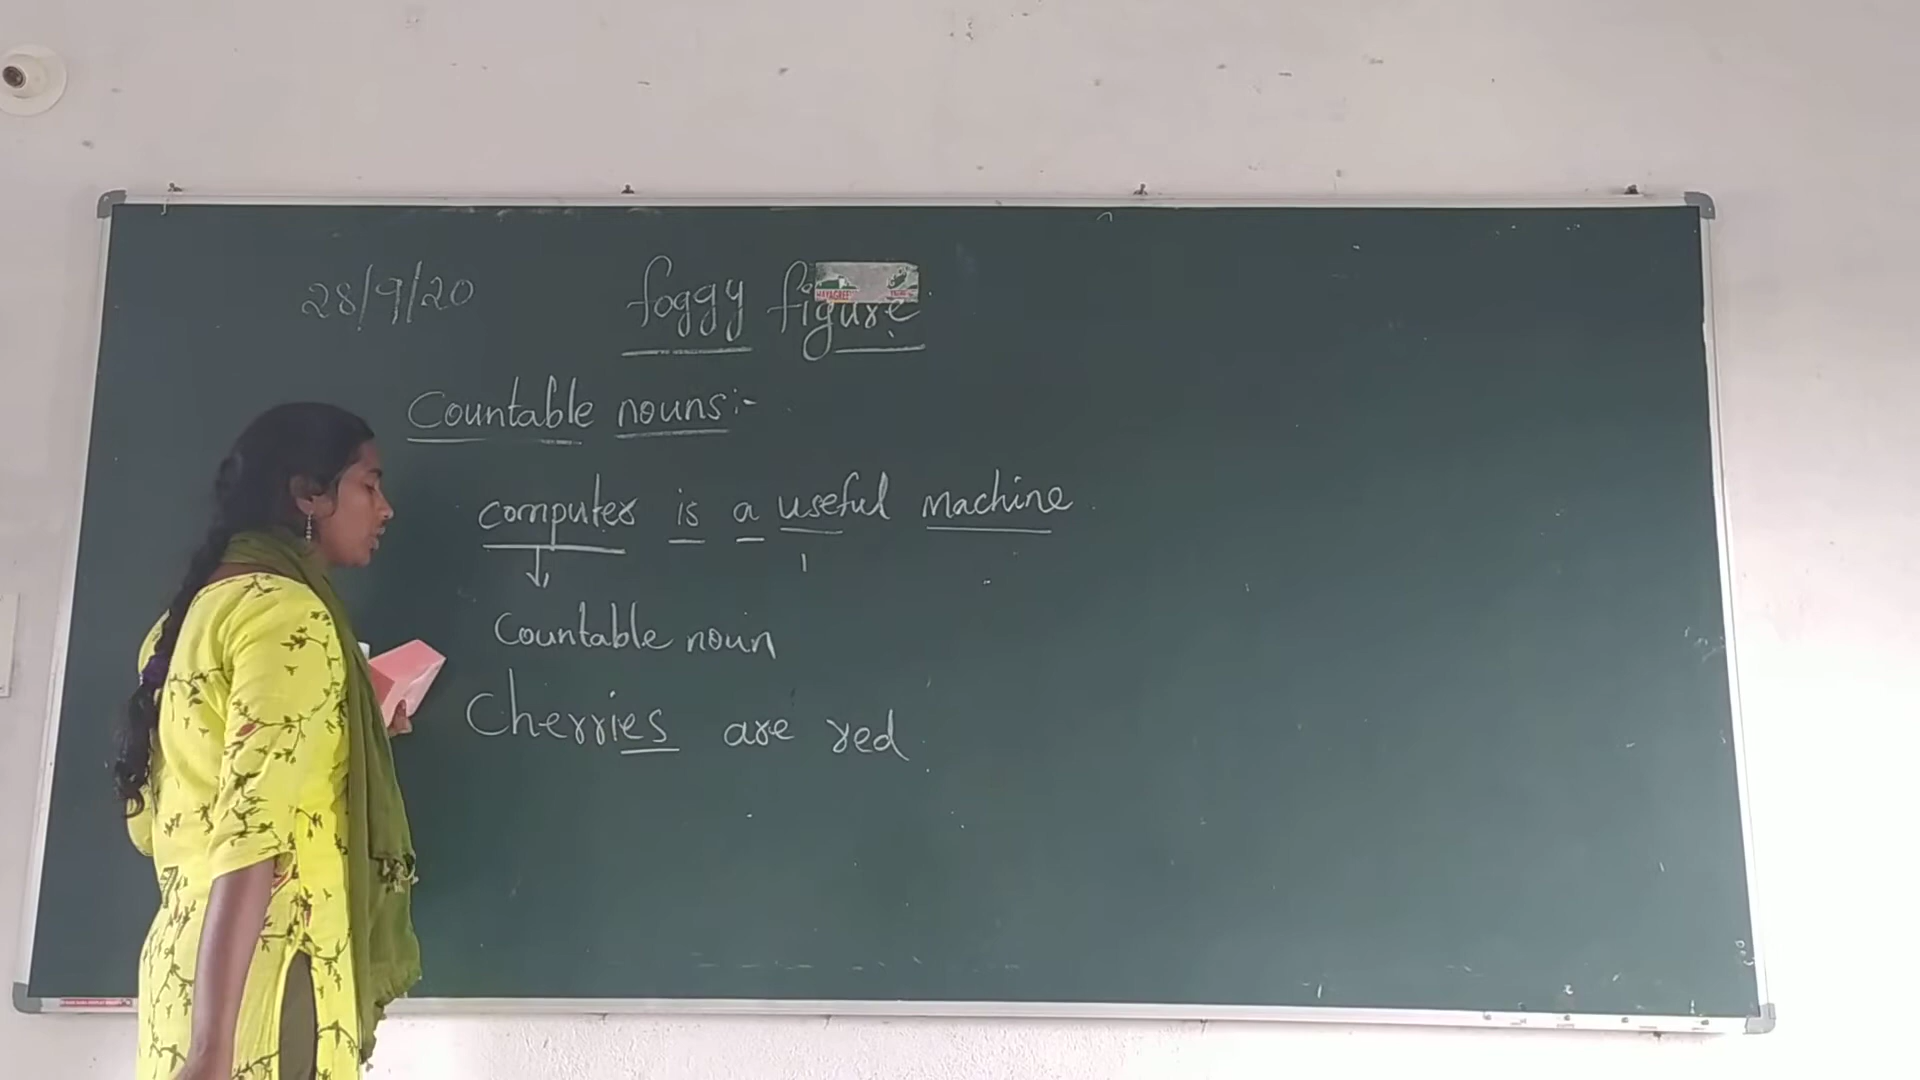 28/9/20
foggy figure
Countable nouns:-
computer is a useful machine
Countable noun
Cherries are red